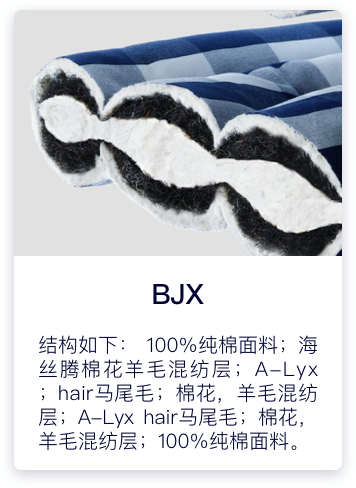 BJX
结构如下： 100%纯棉面料；海
丝腾棉花羊毛混纺层；A-Lyx
；hair马尾毛；棉花，羊毛混纺
层；A-Lyx hair马尾毛；棉花，
羊毛混纺层；100%纯棉面料。